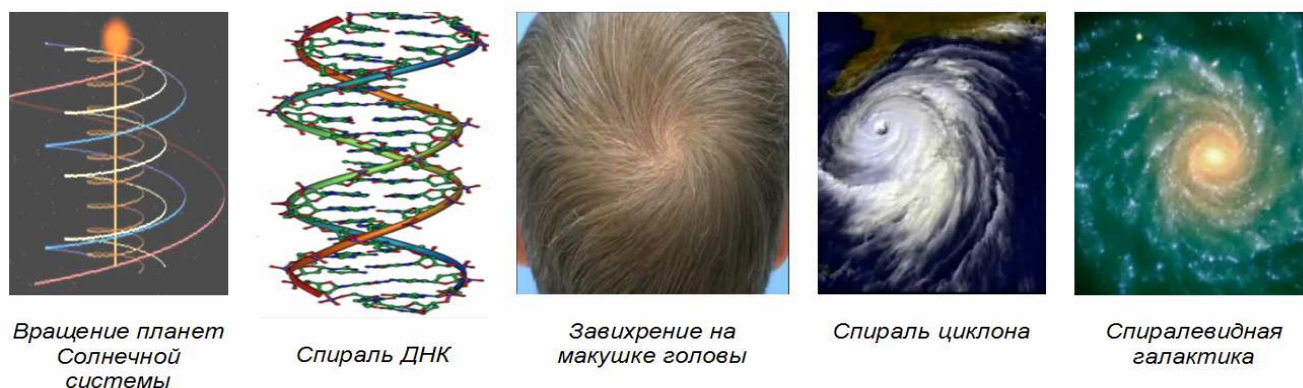 Вращение планет
Солнечной
системы
Спираль ДНК
Завихрение на
макушке головы
Спираль циклона
Спиралевидная
галактика